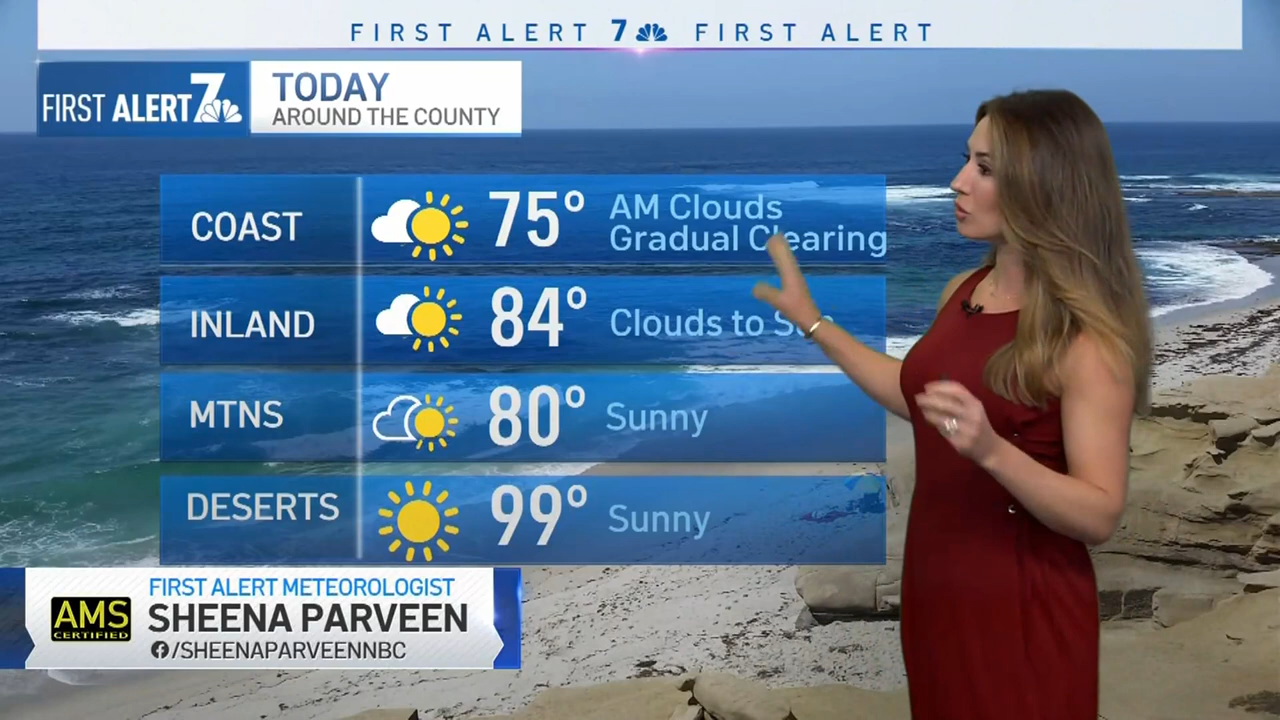 FIRST ALERT 7 FIRST ALERT
FIRST ALERT 7
TODAY
AROUND THE COUNTY
COAST 75° AM Clouds
Gradual Clearing
INLAND 84° Clouds to
MTNS 80° Sunny
DESERTS 99° Sunny
AMS
CERTIFIED
FIRST ALERT METEOROLOGIST
SHEENA PARVEEN
/SHEENAPARVEENNBC